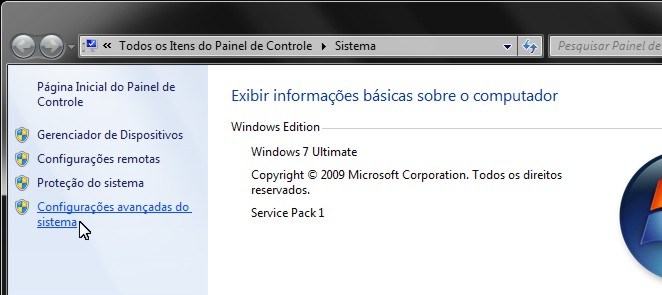 « Todos os Itens do Painel de Controle ▸ Sistema
Pesquisar Painel de
Página Inicial do Painel de
Controle
Gerenciador de Dispositivos
Configurações remotas
Proteção do sistema
Configurações avançadas do
sistema
Exibir informações básicas sobre o computador
Windows Edition
Windows 7 Ultimate
Copyright © 2009 Microsoft Corporation. Todos os direitos
reservados.
Service Pack 1